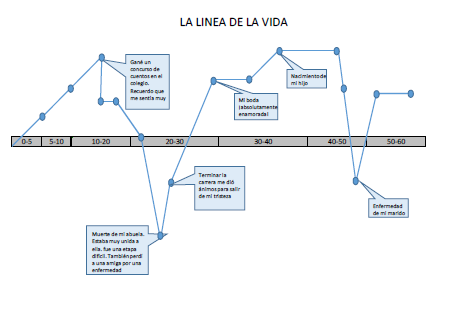 LA LINEA DE LA VIDA
Gané un
concurso de
cuentos en el
colegio.
Recuerdo que
me sentía muy
Nacimiento de
mi hijo
Mi boda
(absolutamente
enamorada)
0-5 5-10 10-20 20-30 30-40 40-50 50-60
Terminar la
carrera me dió
ánimos para salir
de mi tristeza
Enfermedad
de mi marido
Muerte de mi abuela.
Estaba muy unida a
ella. fue una etapa
difícil. También perdí
a una amiga por una
enfermedad